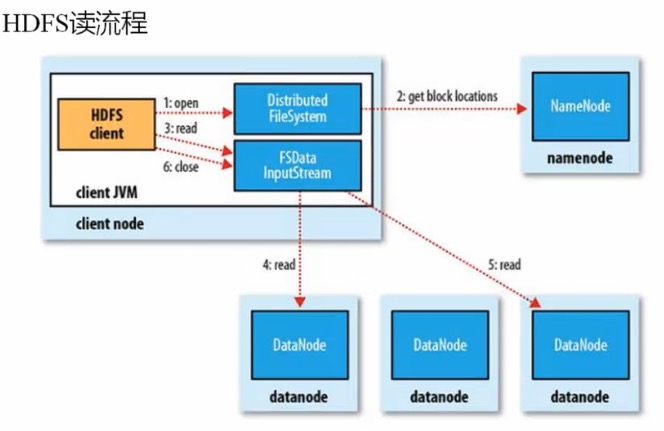 HDFS读流程
HDFS
client
1: open
3: read
6: close
Distributed
FileSystem
FSData
InputStream
client JVM
client node
2: get block locations
NameNode
namenode
4: read
5: read
DataNode
datanode
DataNode
datanode
DataNode
datanode